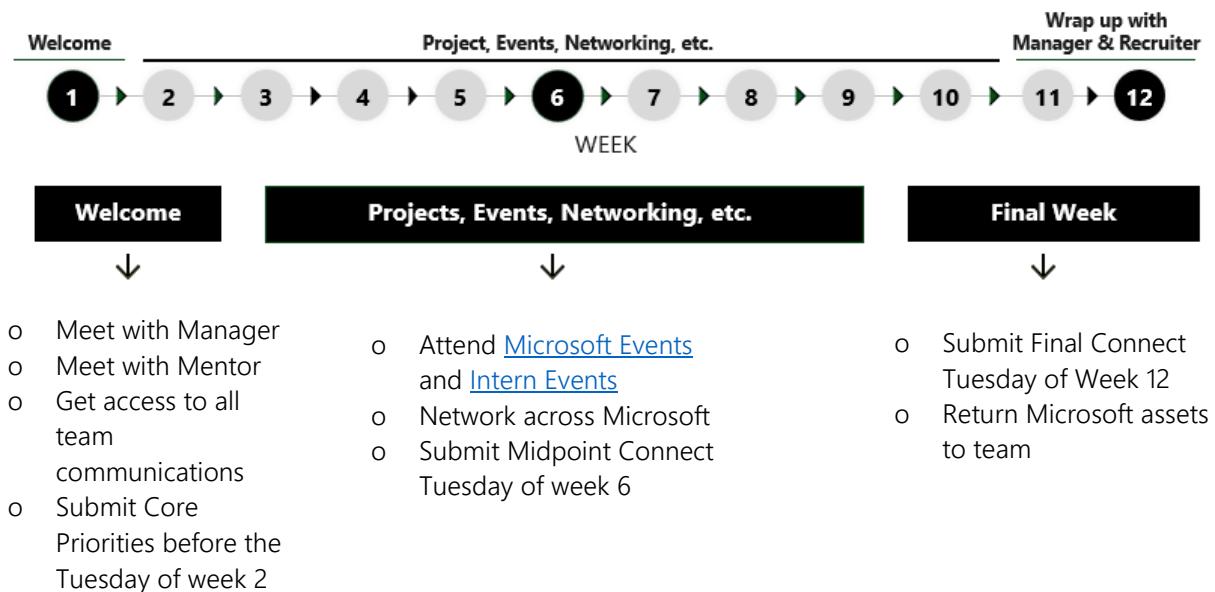 Welcome
Project, Events, Networking, etc.
Wrap up with
Manager & Recruiter
1 2 3 4 5 6 7 8 9 10 11 12
WEEK
Welcome
Projects, Events, Networking, etc.
Final Week
o Meet with Manager
o Meet with Mentor
o Get access to all
team
communications
o Submit Core
Priorities before the
Tuesday of week 2
o Attend Microsoft Events
and Intern Events
o Network across Microsoft
o Submit Midpoint Connect
Tuesday of week 6
o Submit Final Connect
Tuesday of Week 12
o Return Microsoft assets
to team